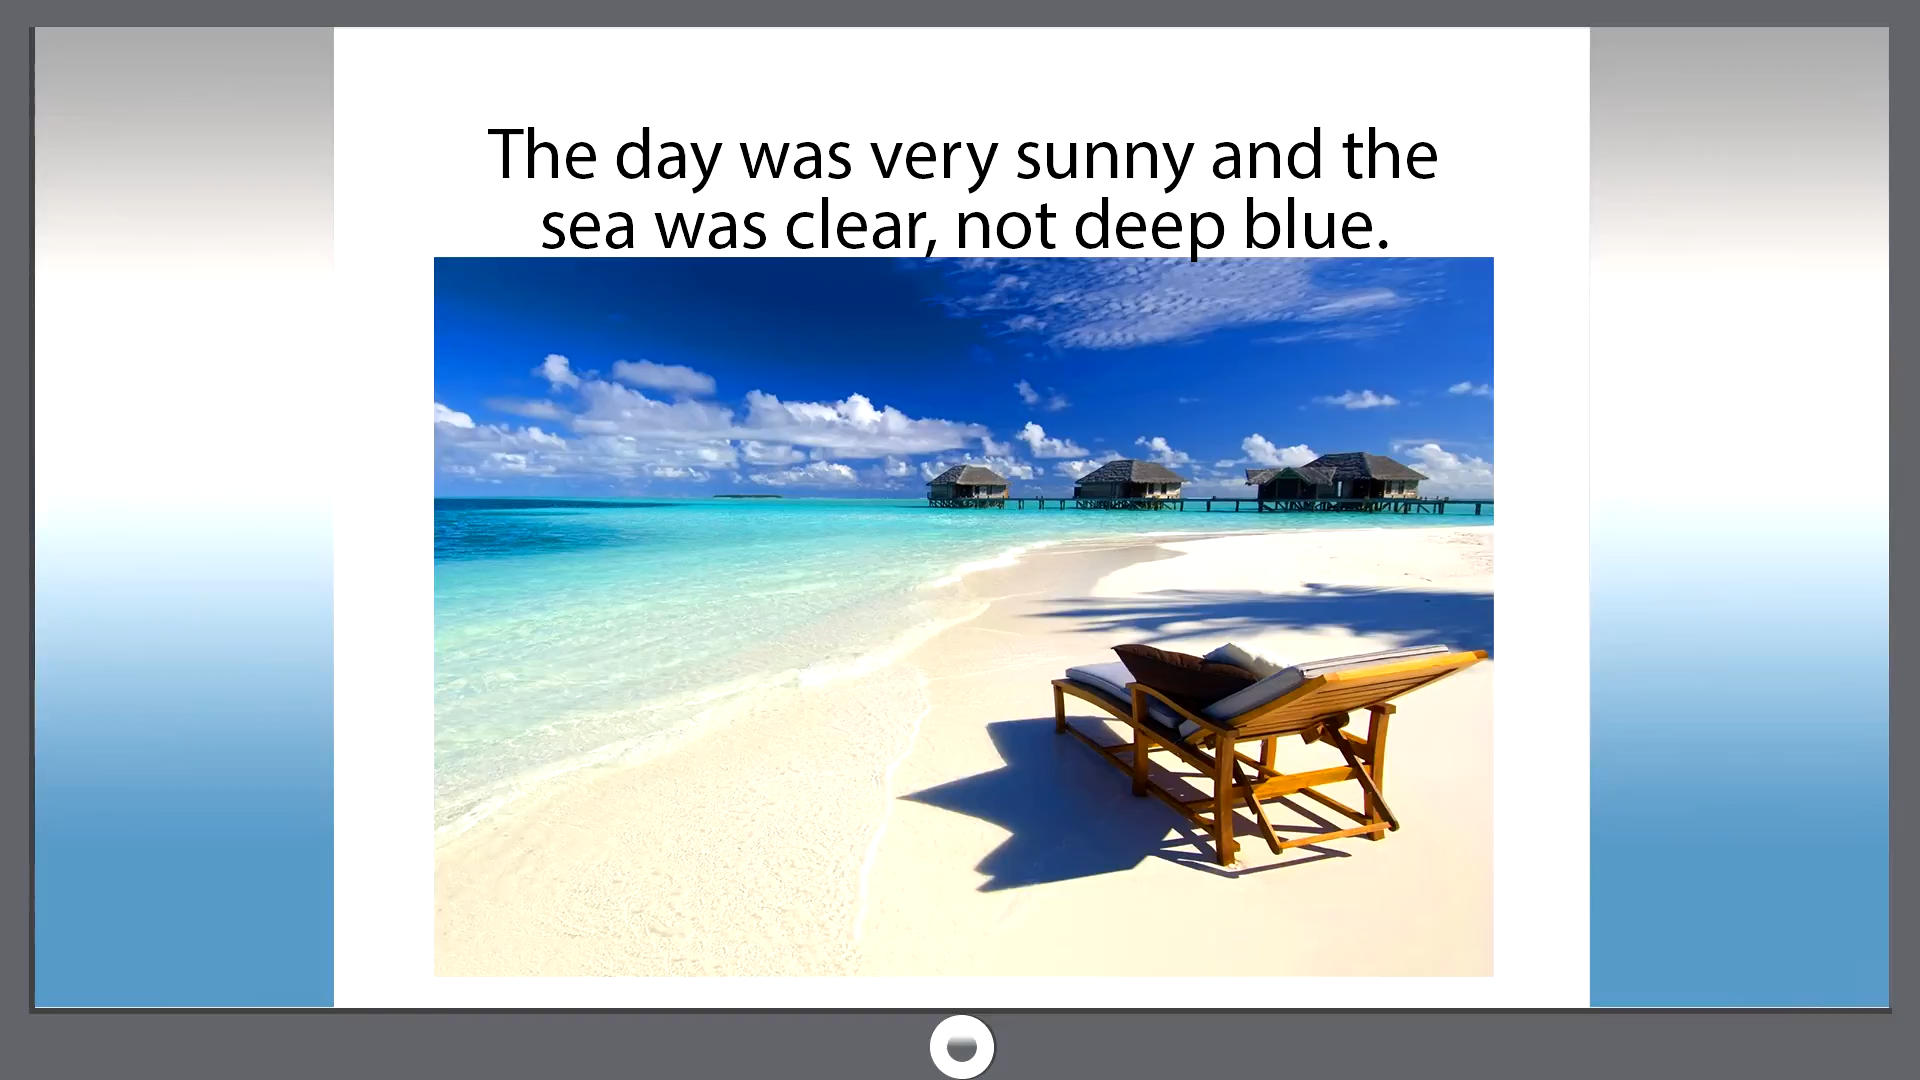 The day was very sunny and the
sea was clear, not deep blue.